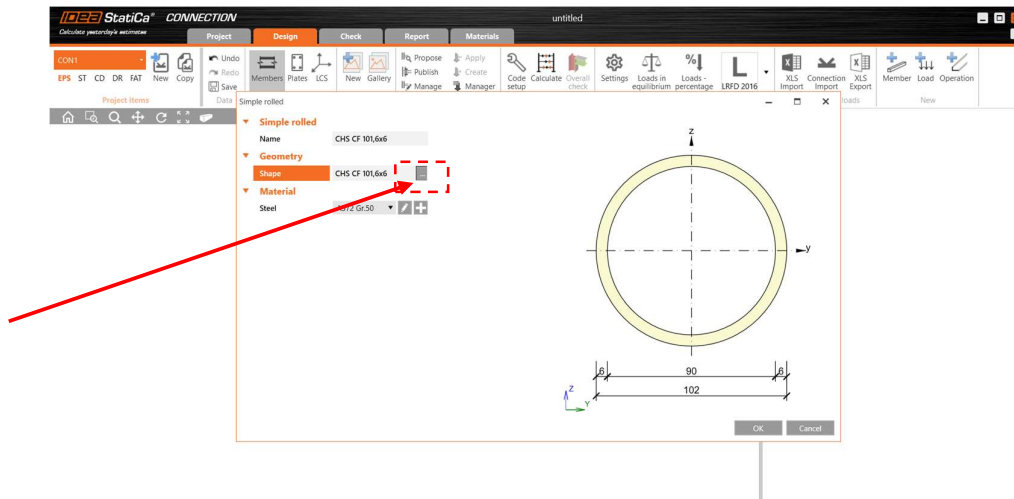 IDEA StatiCa® CONNECTION
untitled
Calculate yesterday's estimates
Project Design Check Report Materials
CON1
EPS ST CD DR FAT
New Copy
Project Items
Undo
Redo
Save
Data
Members Plates LCS
New Gallery
Propose
Publish
Manage
Apply
Create
Manager
Code setup
Calculate
Overall check
Settings
Loads in equilibrium
Loads - percentage
L
LRFD 2016
XLS Import
Connection Import
XLS Export
Member Load Operation
New
Simple rolled
Simple rolled
Name CHS CF 101,6x6
Geometry
Shape CHS CF 101,6x6 ...
Material
Steel
Gr.50
z
y
6 90 6
102
Z
Y
OK Cancel